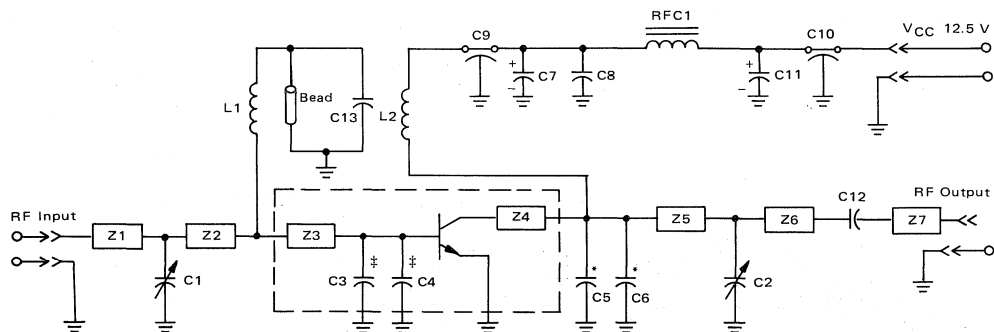 RFC1
C9
C10
VCC 12.5 V
+
C7
−
C8
+
C11
−
L1
Bead
C13
L2
RF Input
Z1
Z2
Z3
Z4
Z5
Z6
C12
Z7
RF Output
C1
C3
‡
C4
‡
C5
*
C6
*
C2